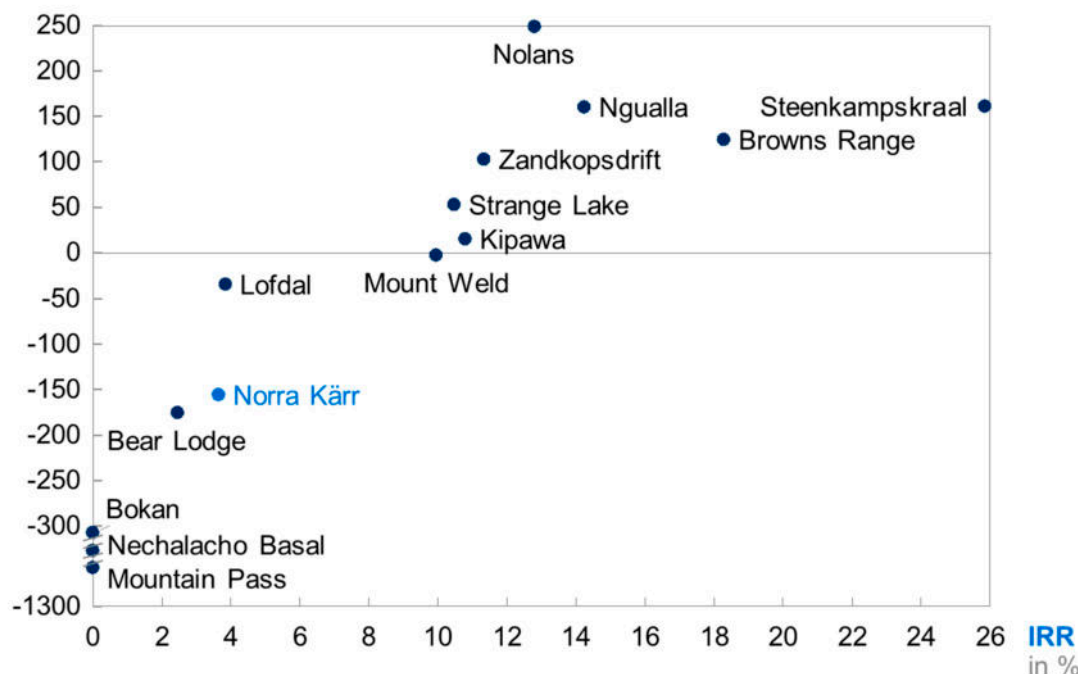 250
Nolans
200
150
Ngualla
Steenkampskraal
Browns Range
100
Zandkopsdrift
50
Strange Lake
Kipawa
0
Mount Weld
Lofdal
-50
-100
-150
Norra Kärr
-200
Bear Lodge
-250
Bokan
-300
Nechalacho Basal
Mountain Pass
-1300
0 2 4 6 8 10 12 14 16 18 20 22 24 26
IRR
in %